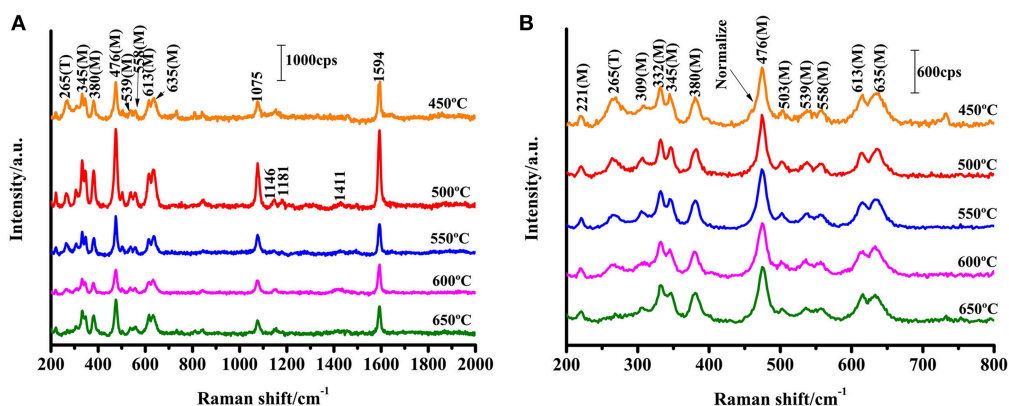 A
265(T)
345(M)
380(M)
476(M)
539(M)
558(M)
613(M)
635(M)
1000cps
1075
1594
450ºC
1146
1181
1411
500ºC
550ºC
600ºC
650ºC
200 400 600 800 1000 1200 1400 1600 1800 2000
Raman shift/cm-1
Intensity/a.u.
B
221(M)
265(T)
309(M)
332(M)
345(M)
380(M)
Normalize
476(M)
503(M)
539(M)
558(M)
613(M)
635(M)
600cps
450ºC
500ºC
550ºC
600ºC
650ºC
200 300 400 500 600 700 800
Raman shift/cm-1
Intensity/a.u.